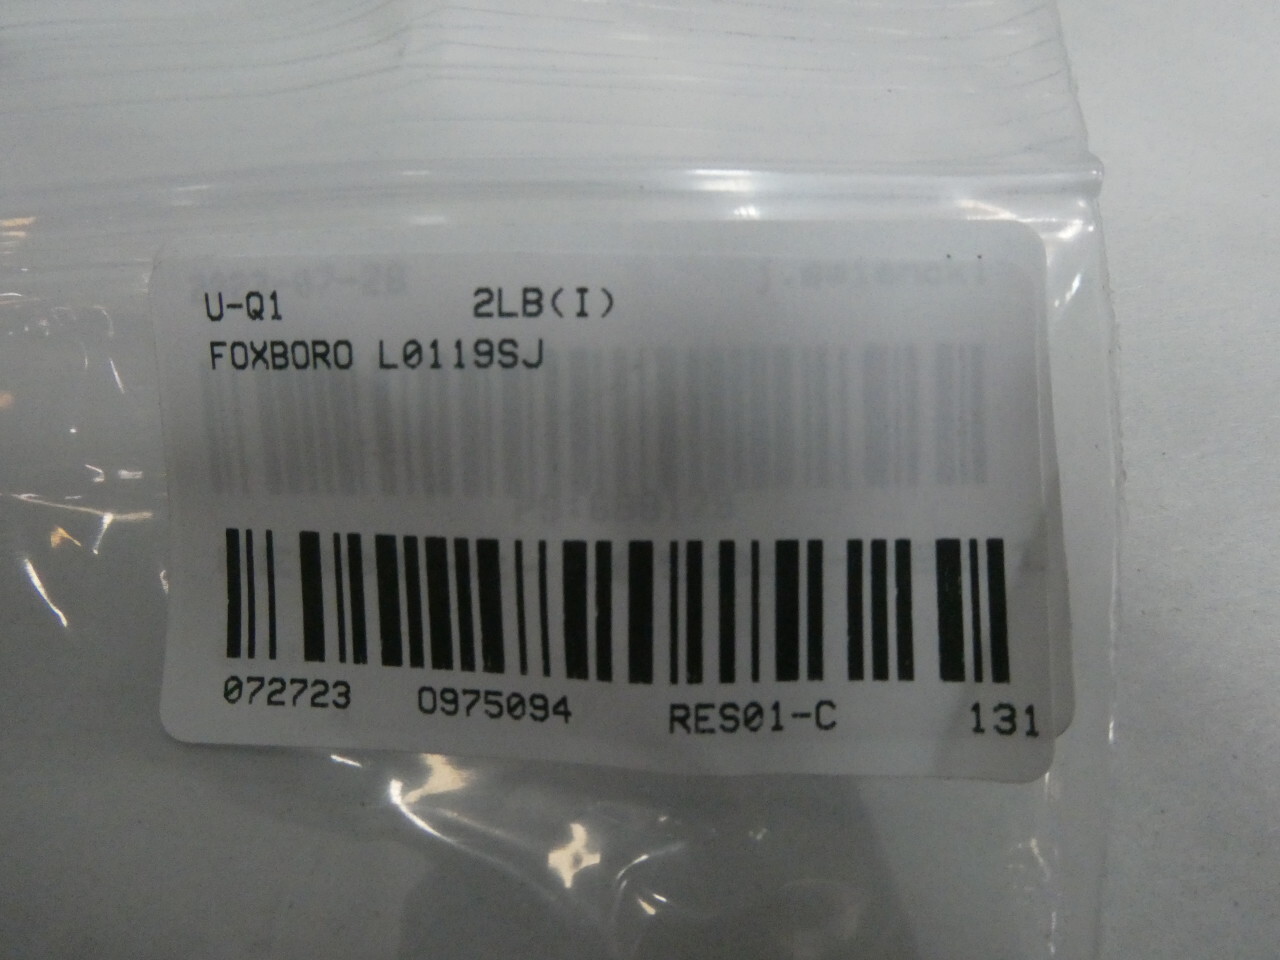 U-Q1 2LB(I)
FOXBORO L0119SJ
072723 0975094 RES01-C 131